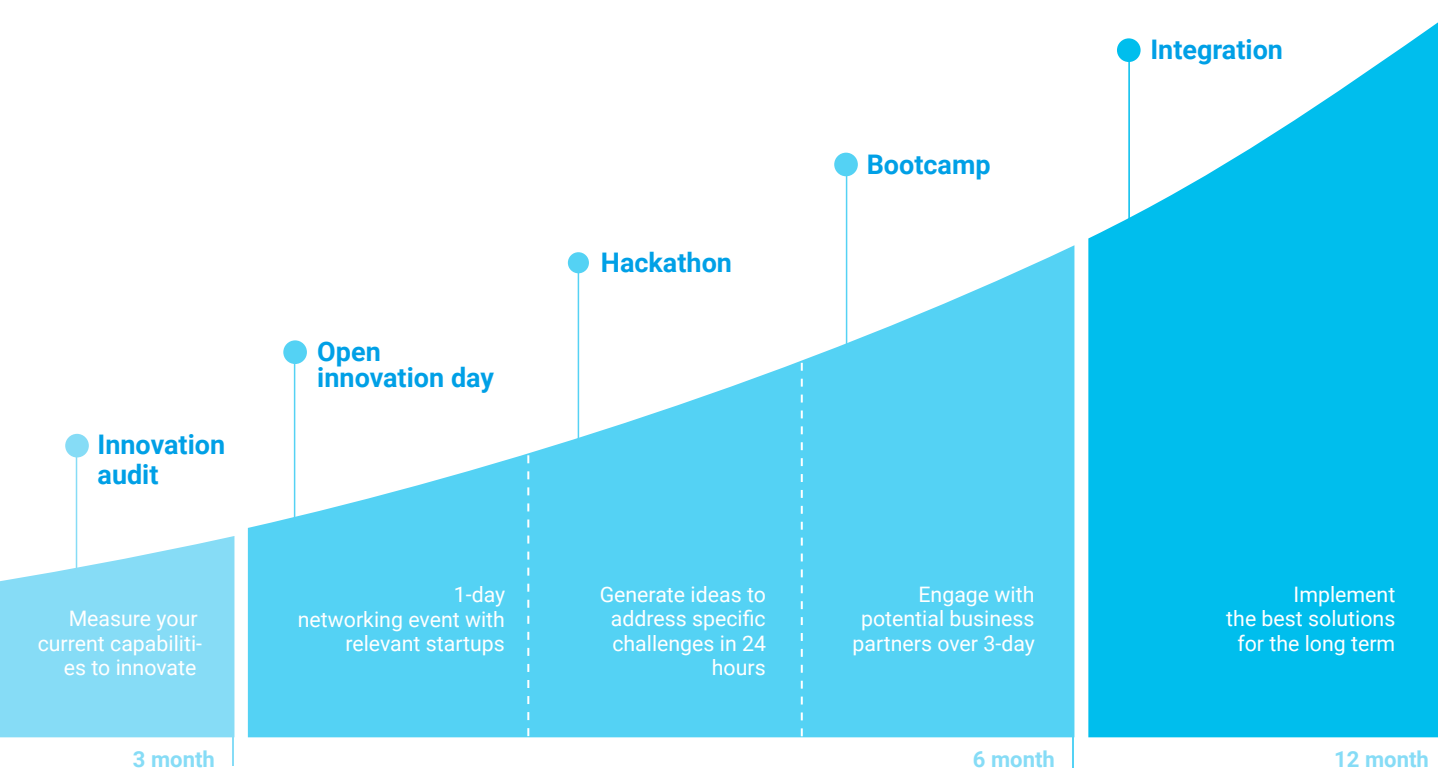 Integration
Bootcamp
Hackathon
Open
innovation day
Innovation
audit
Measure your
current capabiliti-
es to innovate
1-day
networking event with
relevant startups
Generate ideas to
address specific
challenges in 24
hours
Engage with
potential business
partners over 3-day
Implement
the best solutions
for the long term
3 month
6 month
12 month